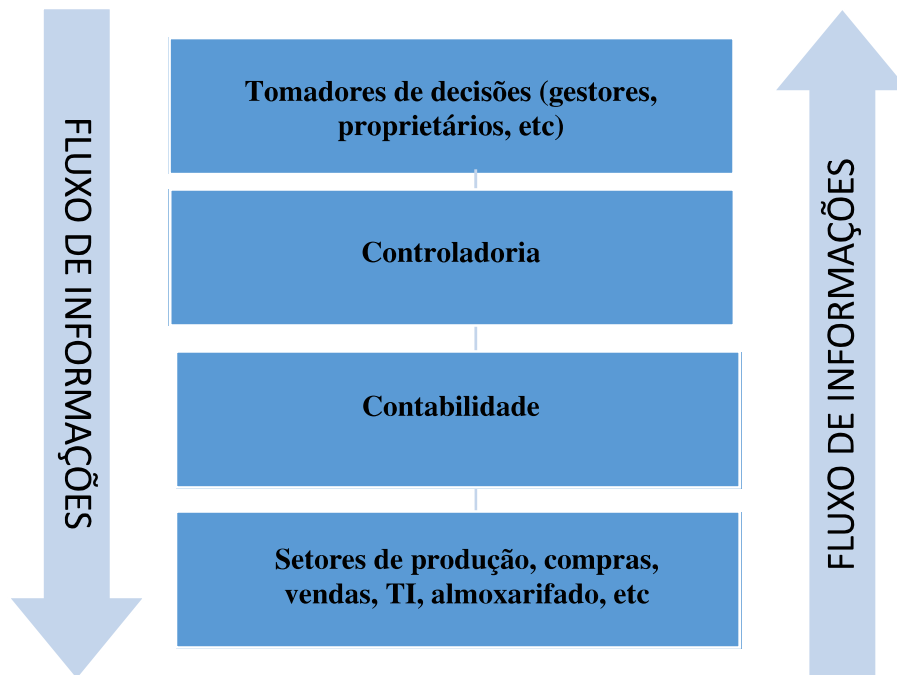 FLUXO DE INFORMAÇÕES
Tomadores de decisões (gestores,
proprietários, etc)
Controladoria
Contabilidade
Setores de produção, compras,
vendas, TI, almoxarifado, etc
FLUXO DE INFORMAÇÕES